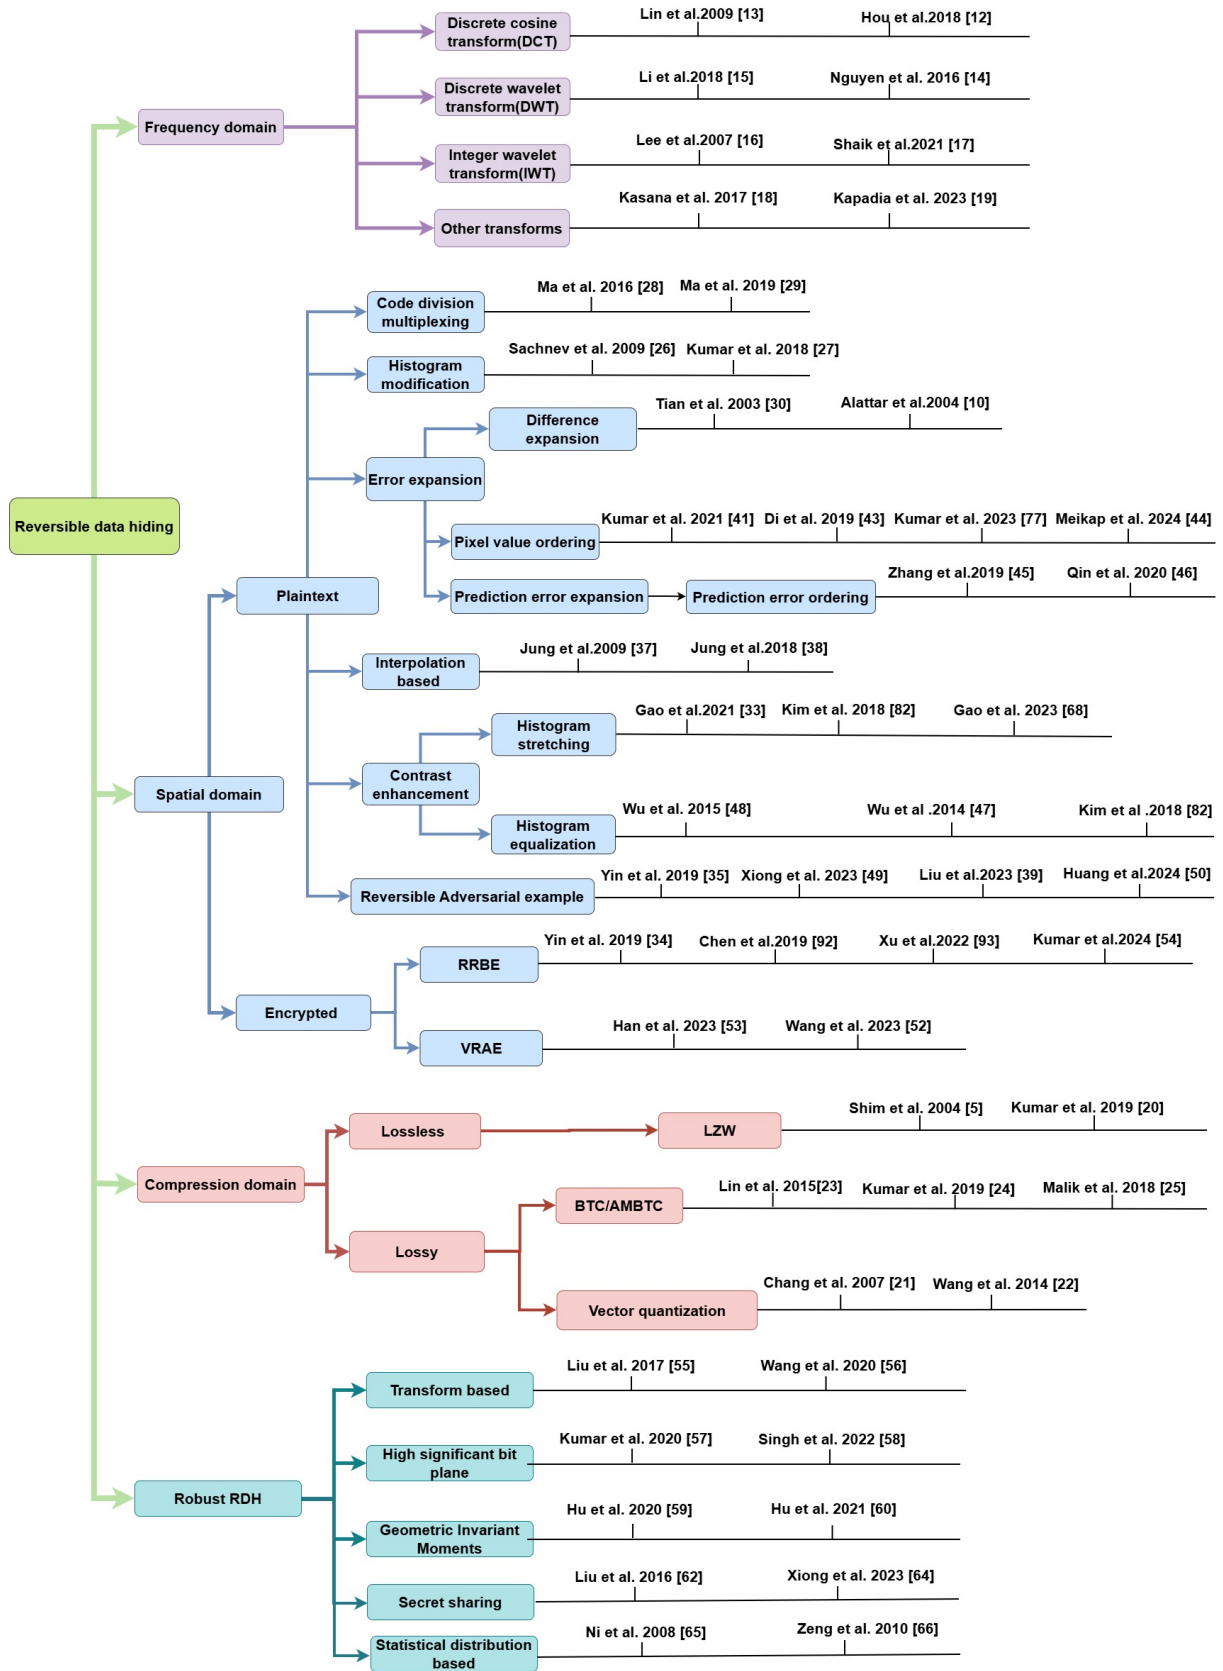 Lin et al.2009 [13]
Hou et.al.2018 [12]
Discrete cosine
transform(DCT)
Li et al.2018 [15]
Nguyen et al. 2016 [14]
Discrete wavelet
transform(DWT)
Frequency domain
Lee et al.2007 [16]
Shaik et al.2021 [17]
Integer wavelet
transform(IWT)
Kasana et al. 2017 [18]
Kapadia et al. 2023 [19]
Other transforms
Ma et al. 2016 [28]
Ma et al. 2019 [29]
Code division
multiplexing
Sachnev et al. 2009 [26]
Kumar et al. 2018 [27]
Histogram
modification
Tian et al. 2003 [30]
Alattar et al.2004 [10]
Difference
expansion
Error expansion
Reversible data hiding
Kumar et al. 2021 [41]
Di et al. 2019 [43]
Kumar et al. 2023 [77]
Meikap et al. 2024 [44]
Pixel value ordering
Zhang et al.2019 [45]
Qin et al. 2020 [46]
Plaintext
Prediction error expansion
Prediction error ordering
Jung et al.2009 [37]
Jung et al.2018 [38]
Interpolation
based
Gao et al.2021 [33]
Kim et al. 2018 [82]
Gao et al. 2023 [68]
Histogram
stretching
Spatial domain
Contrast
enhancement
Wu et al. 2015 [48]
Wu et al .2014 [47]
Kim et al .2018 [82]
Histogram
equalization
Yin et al. 2019 [35]
Xiong et al. 2023 [49]
Liu et al.2023 [39]
Huang et al.2024 [50]
Reversible Adversarial example
Yin et al. 2019 [34]
Chen et al.2019 [92]
Xu et al.2022 [93]
Kumar et al.2024 [54]
RRBE
Encrypted
Han et al. 2023 [53]
Wang et al. 2023 [52]
VRAE
Shim et al. 2004 [5]
Kumar et al. 2019 [20]
Lossless
LZW
Compression domain
Lin et al. 2015[23]
Kumar et al. 2019 [24]
Malik et al. 2018 [25]
BTC/AMBTC
Lossy
Chang et al. 2007 [21]
Wang et al. 2014 [22]
Vector quantization
Liu et al. 2017 [55]
Wang et al. 2020 [56]
Transform based
Kumar et al. 2020 [57]
Singh et al. 2022 [58]
High significant bit
plane
Robust RDH
Hu et al. 2020 [59]
Hu et al. 2021 [60]
Geometric Invariant
Moments
Liu et al. 2016 [62]
Xiong et al. 2023 [64]
Secret sharing
Ni et al. 2008 [65]
Zeng et al. 2010 [66]
Statistical distribution
based